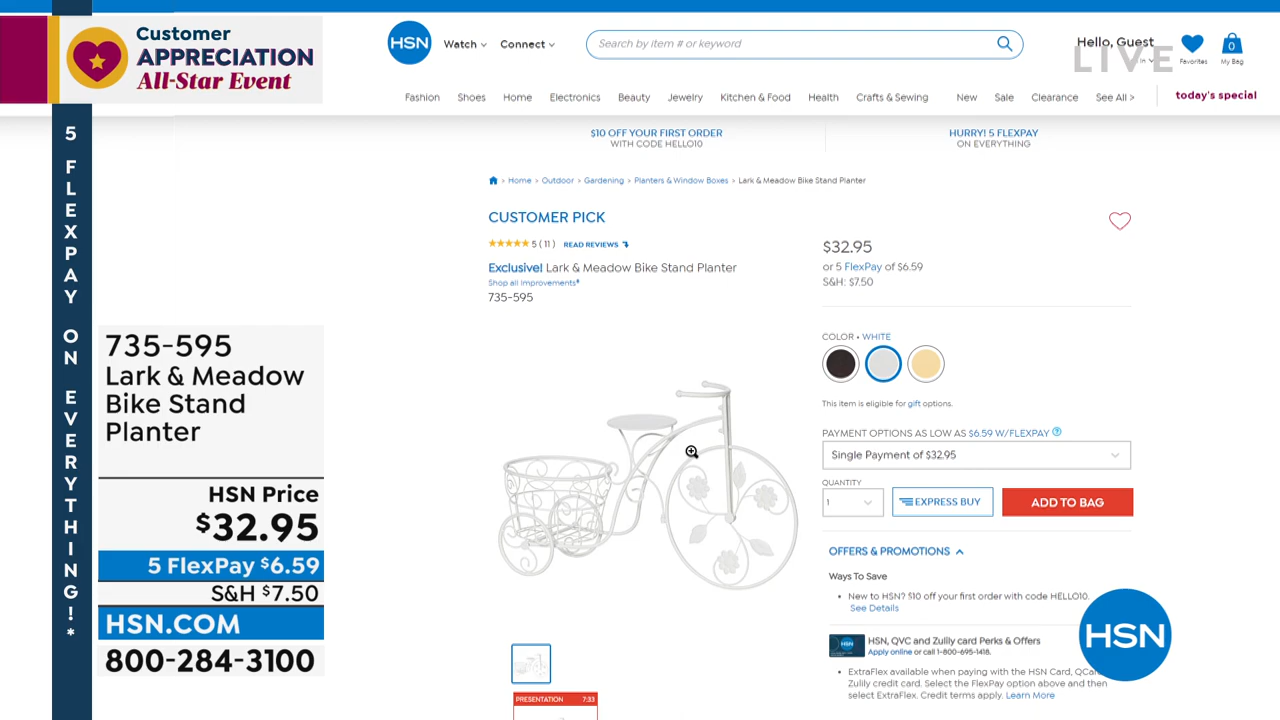 Customer
APPRECIATION
All-Star Event
5 FLEXPAY ON EVERYTHING!*
735-595
Lark & Meadow
Bike Stand
Planter
HSN Price
$32.95
5 FlexPay $6.59
S&H $7.50
HSN.COM
800-284-3100
HSN
Watch
Connect
Search by item # or keyword
Hello, Guest
LIVE
Favorites
0
My Bag
Fashion
Shoes
Home
Electronics
Beauty
Jewelry
Kitchen & Food
Health
Crafts & Sewing
New
Sale
Clearance
See All >
today's special
$10 OFF YOUR FIRST ORDER
WITH CODE HELLO10
HURRY! 5 FLEXPAY
ON EVERYTHING
> Home > Outdoor > Gardening > Planters & Window Boxes > Lark & Meadow Bike Stand Planter
CUSTOMER PICK
5 ( 11 ) READ REVIEWS
Exclusive! Lark & Meadow Bike Stand Planter
Shop all Improvements®
735-595
$32.95
or 5 FlexPay of $6.59
S&H: $7.50
COLOR • WHITE
This item is eligible for gift options.
PAYMENT OPTIONS AS LOW AS $6.59 W/FLEXPAY ?
Single Payment of $32.95
QUANTITY
1
EXPRESS BUY
ADD TO BAG
OFFERS & PROMOTIONS
Ways To Save
• New to HSN? $10 off your first order with code HELLO10.
See Details
HSN, QVC and Zulily card Perks & Offers
Apply online or call 1-800-695-1418.
• ExtraFlex available when paying with the HSN Card, QCar
Zulily credit card. Select the FlexPay option above and then
select ExtraFlex. Credit terms apply. Learn More
HSN
PRESENTATION 7:33